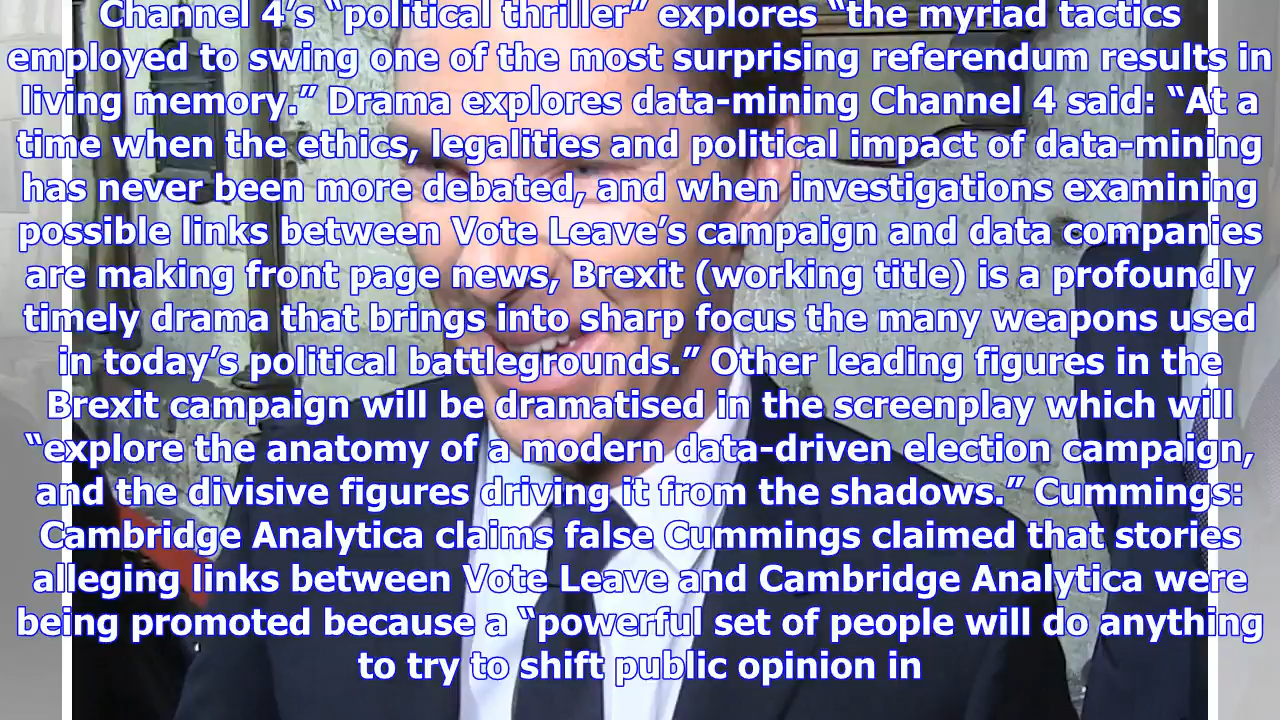 Channel 4’s “political thriller” explores “the myriad tactics
employed to swing one of the most surprising referendum results in
living memory.” Drama explores data-mining Channel 4 said: “At a
time when the ethics, legalities and political impact of data-mining
has never been more debated, and when investigations examining
possible links between Vote Leave’s campaign and data companies
are making front page news, Brexit (working title) is a profoundly
timely drama that brings into sharp focus the many weapons used
in today’s political battlegrounds.” Other leading figures in the
Brexit campaign will be dramatised in the screenplay which will
“explore the anatomy of a modern data-driven election campaign,
and the divisive figures driving it from the shadows.” Cummings:
Cambridge Analytica claims false Cummings claimed that stories
alleging links between Vote Leave and Cambridge Analytica were
being promoted because a “powerful set of people will do anything
to try to shift public opinion in